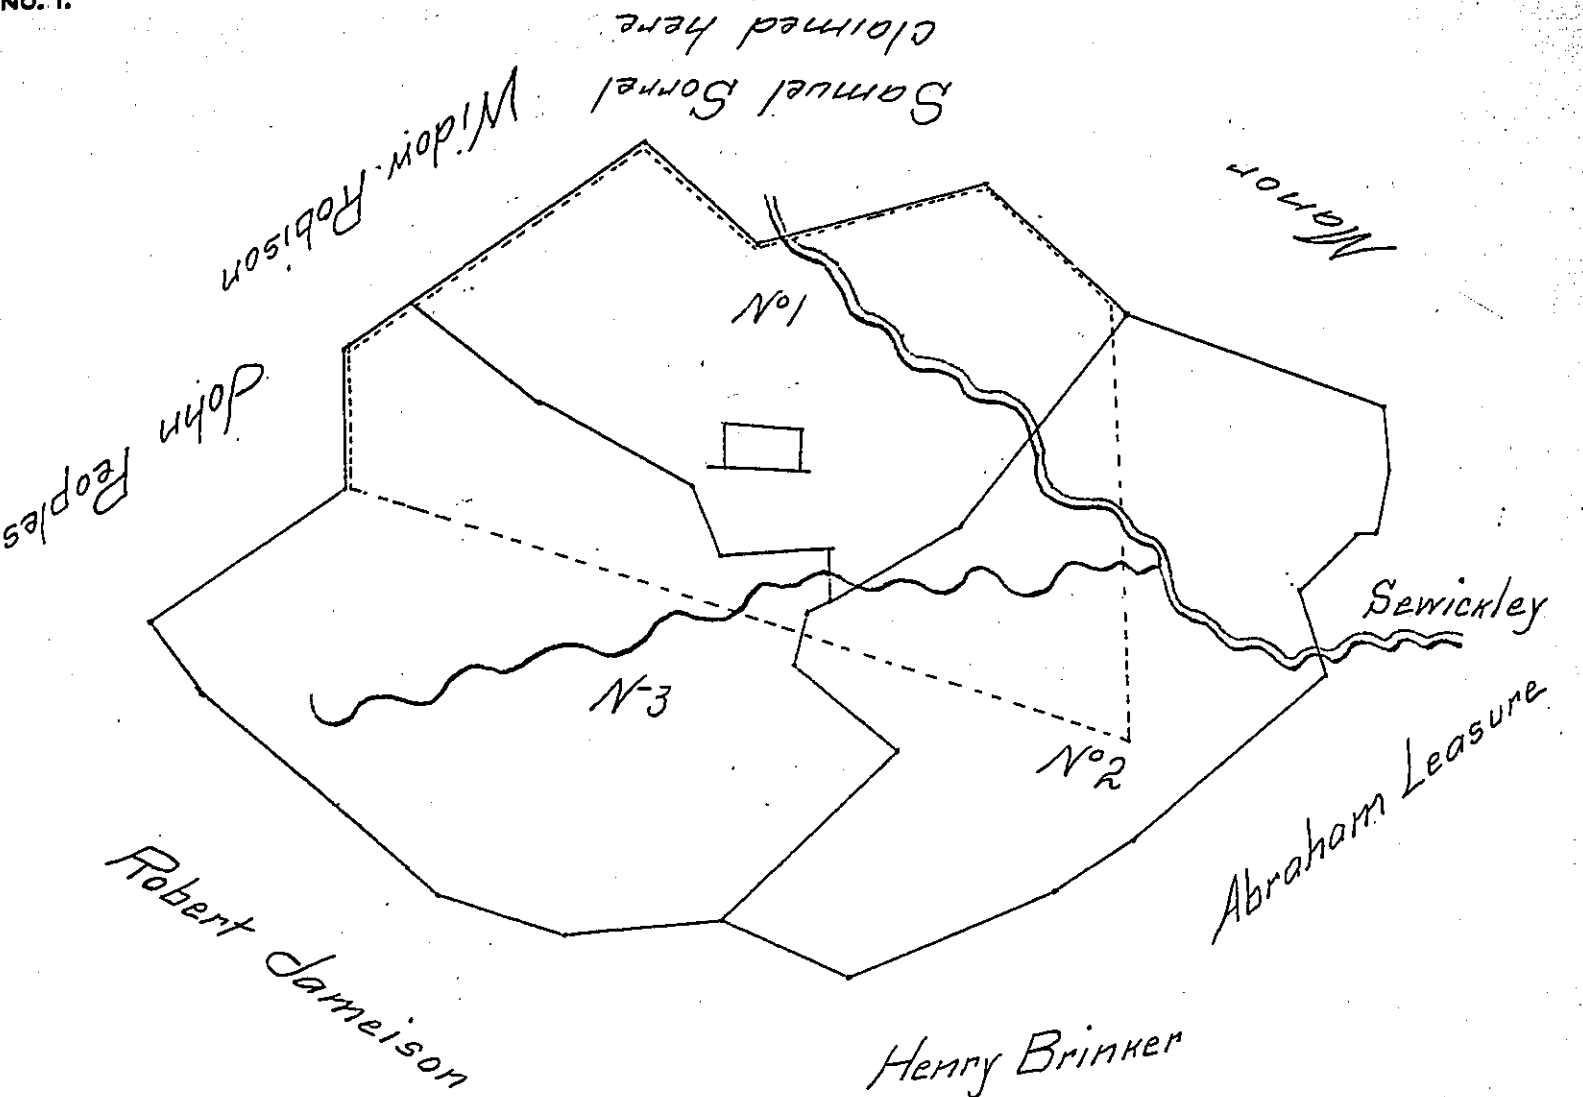 NO. 1.
Samuel Sorrel
claimed here
Widow Robison
Manor
John Peoples
No1
Sewickley
N-3
No2
Abraham Leasure
Robert Jameison
Henry Brinker